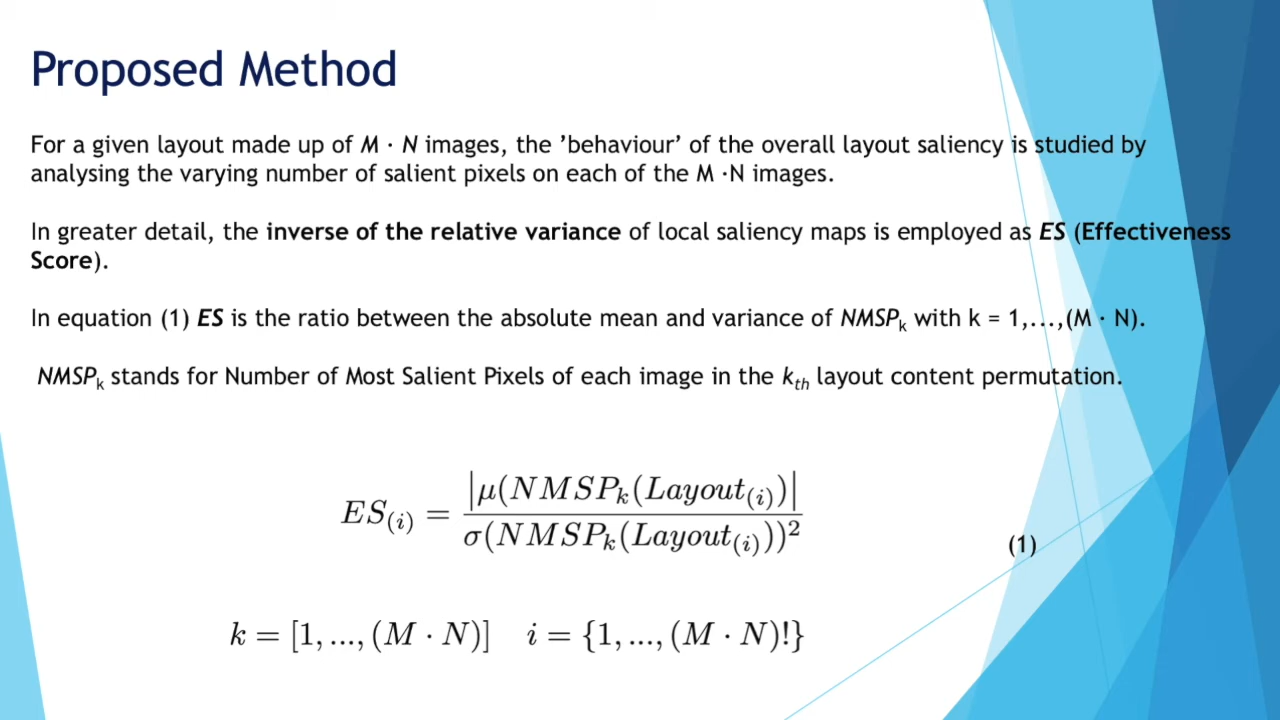 Proposed Method
For a given layout made up of M · N images, the ’behaviour’ of the overall layout saliency is studied by
analysing the varying number of salient pixels on each of the M ·N images.
In greater detail, the inverse of the relative variance of local saliency maps is employed as ES (Effectiveness
Score).
In equation (1) ES is the ratio between the absolute mean and variance of NMSPk with k = 1,...,(M · N).
NMSPk stands for Number of Most Salient Pixels of each image in the kth layout content permutation.
ES(i) = |μ(NMSPk(Layout(i))| / σ(NMSPk(Layout(i)))²
(1)
k = [1, ..., (M · N)] i = {1, ..., (M · N)!}